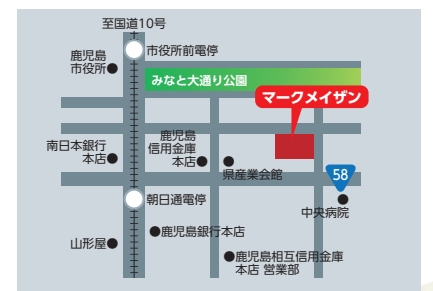 至国道10号
市役所前電停
鹿児島
市役所●
みなと大通り公園
マークメイザン
南日本銀行
本店●
鹿児島
信用金庫
本店●
●
県産業会館
58
●
中央病院
朝日通電停
●鹿児島銀行本店
山形屋●
●鹿児島相互信用金庫
本店 営業部